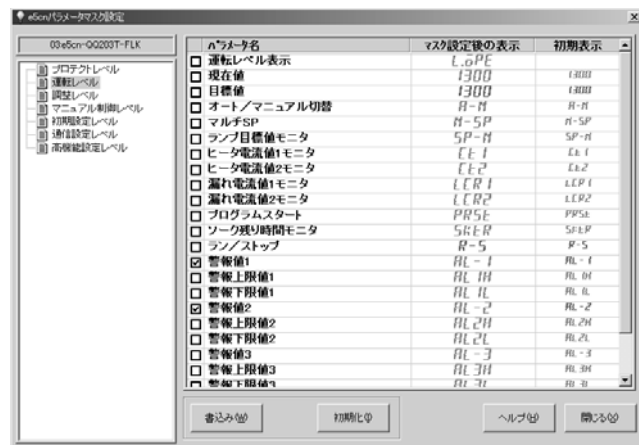 e5cnパラメータマスク設定
03e5cn-QQ203T-FLK
プロテクトレベル
運転レベル
調整レベル
マニュアル制御レベル
初期設定レベル
通信設定レベル
高機能設定レベル
パラメータ名 マスク設定後の表示 初期表示
運転レベル表示 L.oPE
現在値 1300 1300
目標値 1300 1300
オート／マニュアル切替 A-M A-M
マルチSP M-SP M-SP
ランプ目標値モニタ SP-M SP-M
ヒータ電流値1モニタ Ct1 Ct1
ヒータ電流値2モニタ Ct2 Ct2
漏れ電流値1モニタ LCR1 LCR1
漏れ電流値2モニタ LCR2 LCR2
プログラムスタート PRSt PRSt
ソーク残り時間モニタ SKtR SKtR
ラン／ストップ R-S R-S
警報値1 AL-1 AL-1
警報上限値1 AL1H AL1H
警報下限値1 AL1L AL1L
警報値2 AL-2 AL-2
警報上限値2 AL2H AL2H
警報下限値2 AL2L AL2L
警報値3 AL-3 AL-3
警報上限値3 AL3H AL3H
警報下限値3 AL3L AL3L
書込み(W) 初期化(I) ヘルプ(H) 閉じる(X)